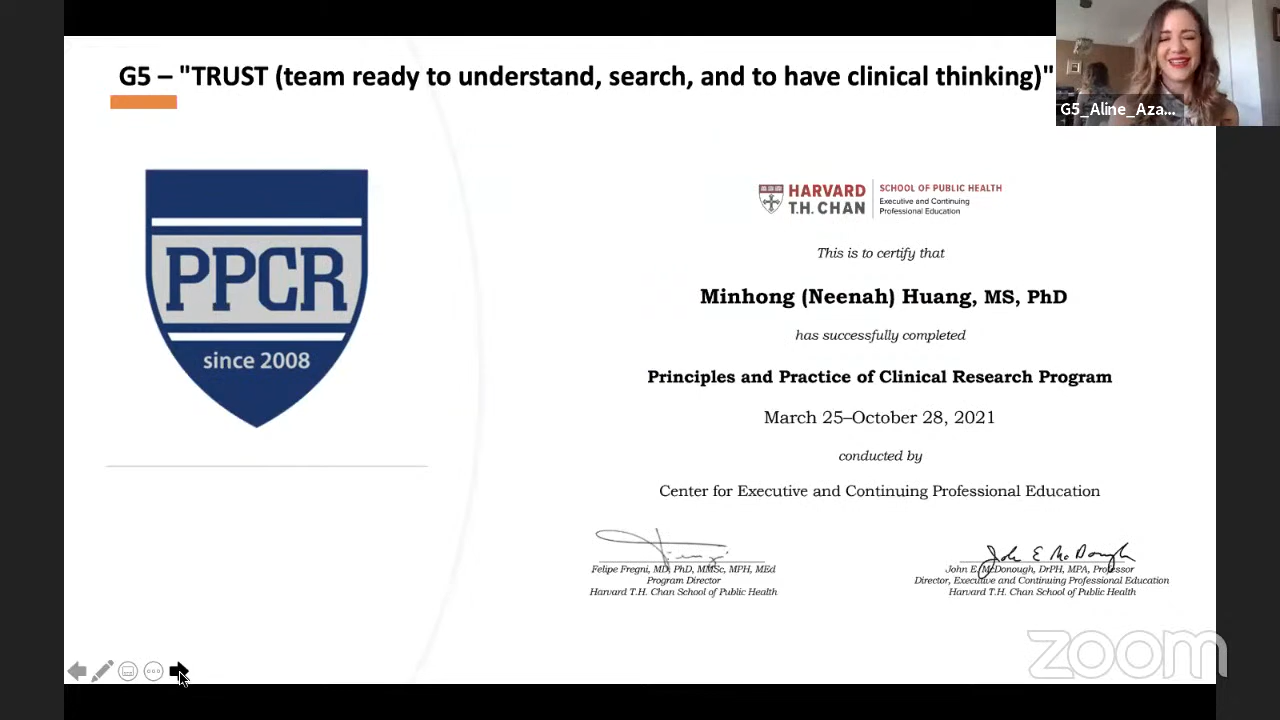 G5 – "TRUST (team ready to understand, search, and to have clinical thinking)"
G5_Aline_Aza...
PPCR
since 2008
HARVARD
T.H. CHAN
SCHOOL OF PUBLIC HEALTH
Executive and Continuing
Professional Education
This is to certify that
Minhong (Neenah) Huang, MS, PhD
has successfully completed
Principles and Practice of Clinical Research Program
March 25–October 28, 2021
conducted by
Center for Executive and Continuing Professional Education
John E McDonough
Felipe Fregni, MD, PhD, MMSc, MPH, MEd
Program Director
Harvard T.H. Chan School of Public Health
John E. McDonough, DrPH, MPA, Professor
Director, Executive and Continuing Professional Education
Harvard T.H. Chan School of Public Health
zoom